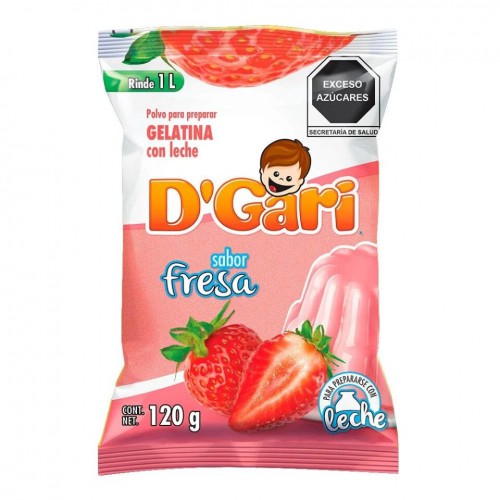 Rinde 1 L
EXCESO
AZÚCARES
SECRETARÍA DE SALUD
Polvo para preparar
GELATINA
con leche
D'Gari
sabor
fresa
PARA PREPARARSE CON
leche
CONT.
NET. 120 g